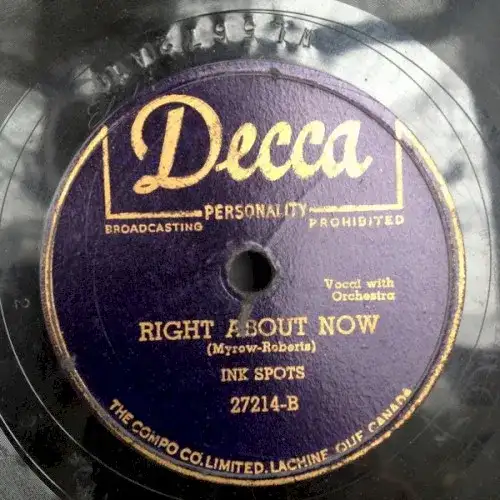 Decca
PERSONALITY
BROADCASTING PROHIBITED
Vocal with
Orchestra
RIGHT ABOUT NOW
(Myrow-Roberts)
INK SPOTS
27214-B
THE COMPO CO. LIMITED, LACHINE, QUE. CANADA